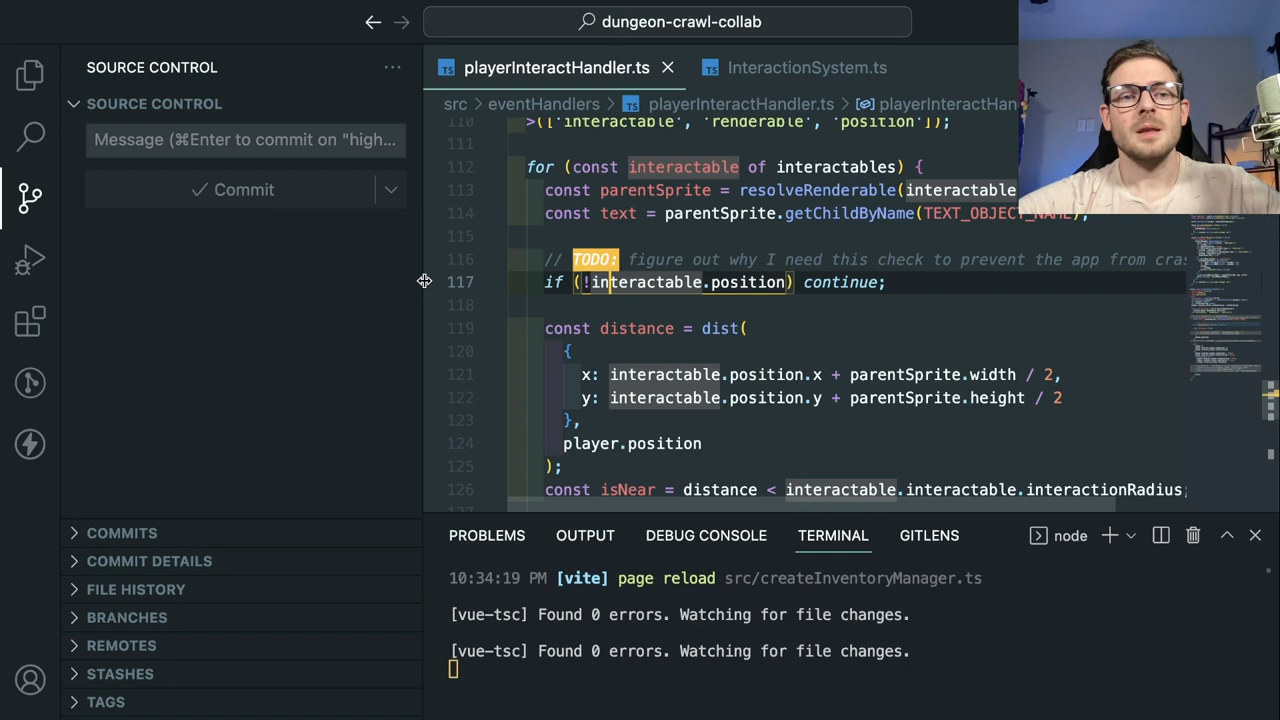 dungeon-crawl-collab
SOURCE CONTROL
SOURCE CONTROL
Message (⌘Enter to commit on "high...
Commit
COMMITS
COMMIT DETAILS
FILE HISTORY
BRANCHES
REMOTES
STASHES
TAGS
TS playerInteractHandler.ts
TS InteractionSystem.ts
src > eventHandlers > TS playerInteractHandler.ts > playerInteractHan
110 >(['interactable', 'renderable', 'position']);
111
112 for (const interactable of interactables) {
113 const parentSprite = resolveRenderable(interactable
114 const text = parentSprite.getChildByName(TEXT_OBJECT_NAME);
115
116 // TODO: figure out why I need this check to prevent the app from cras
117 if (!interactable.position) continue;
118
119 const distance = dist(
120 {
121 x: interactable.position.x + parentSprite.width / 2,
122 y: interactable.position.y + parentSprite.height / 2
123 },
124 player.position
125 );
126 const isNear = distance < interactable.interactable.interactionRadius;
PROBLEMS OUTPUT DEBUG CONSOLE TERMINAL GITLENS node
10:34:19 PM [vite] page reload src/createInventoryManager.ts
[vue-tsc] Found 0 errors. Watching for file changes.
[vue-tsc] Found 0 errors. Watching for file changes.